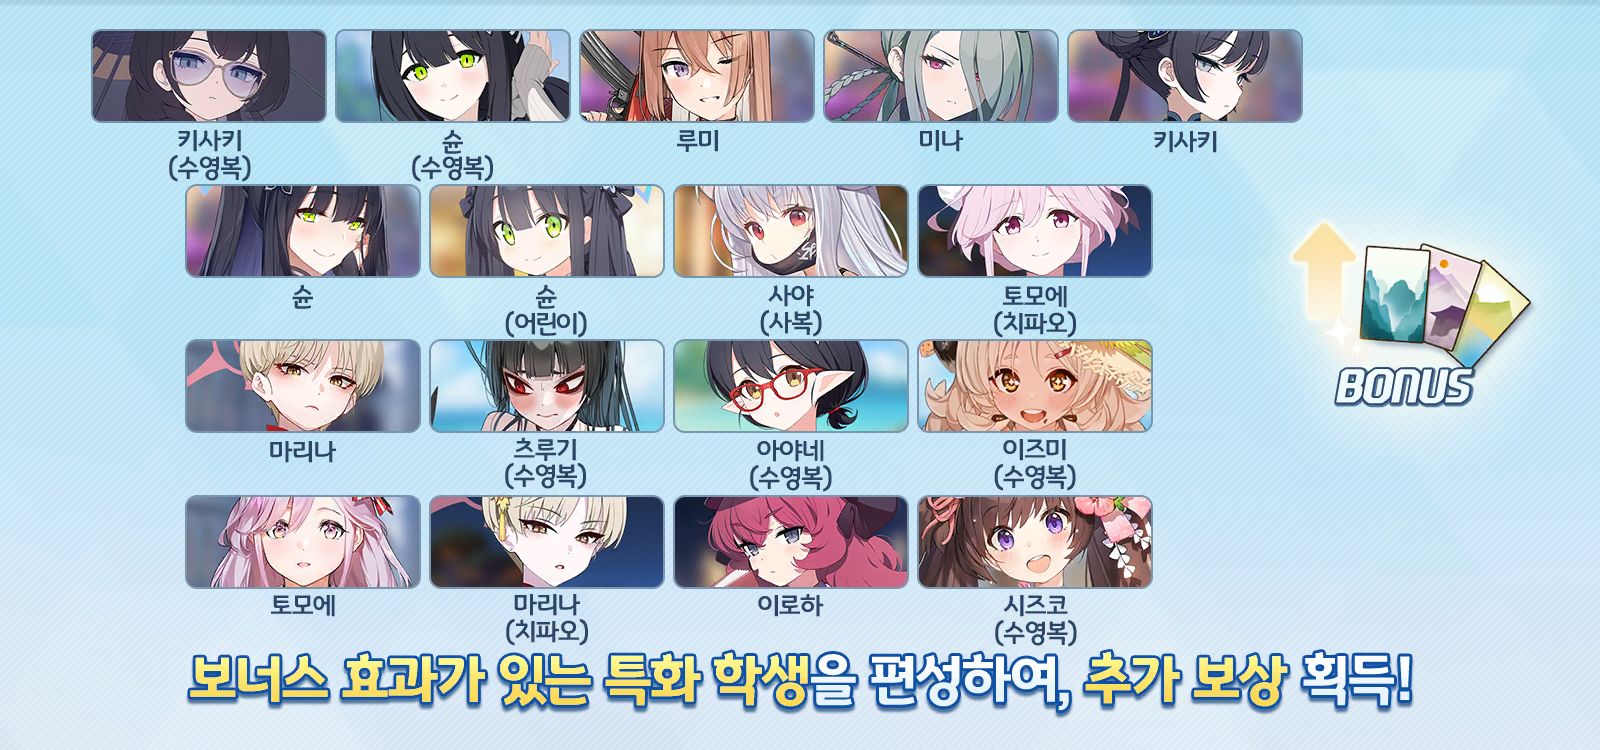 키사키
(수영복)
슌
(수영복)
루미
미나
키사키
슌
슌
(어린이)
사야
(사복)
토모에
(치파오)
마리나
츠루기
(수영복)
아야네
(수영복)
이즈미
(수영복)
토모에
마리나
(치파오)
이로하
시즈코
(수영복)
BONUS
보너스 효과가 있는 특화 학생을 편성하여, 추가 보상 획득!